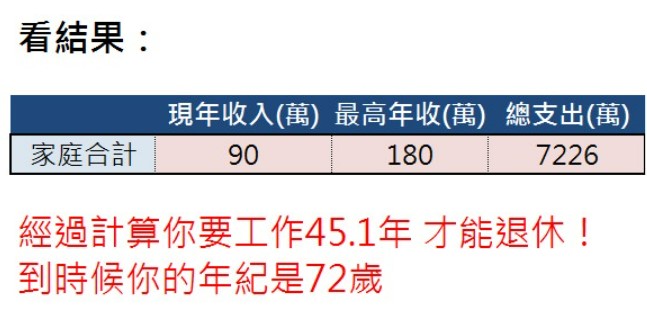 看結果：
現年收入(萬) 最高年收(萬) 總支出(萬)
家庭合計 90 180 7226
經過計算你要工作45.1年 才能退休！
到時候你的年紀是72歲